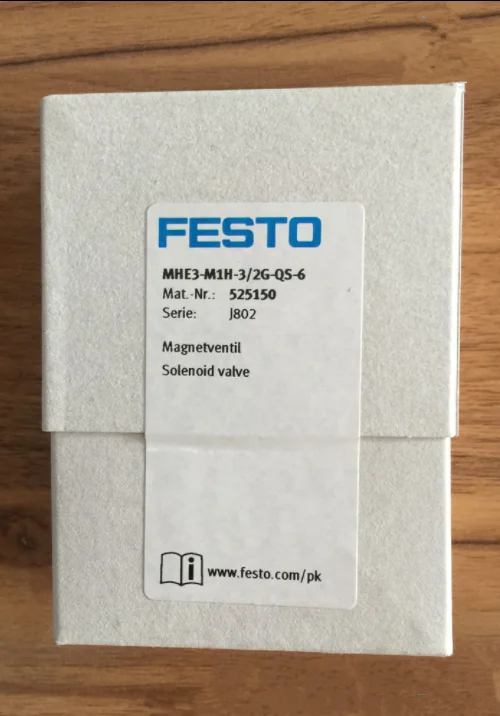 FESTO
MHE3-M1H-3/2G-QS-6
Mat.-Nr.: 525150
Serie: J802
Magnetventil
Solenoid valve
i www.festo.com/pk